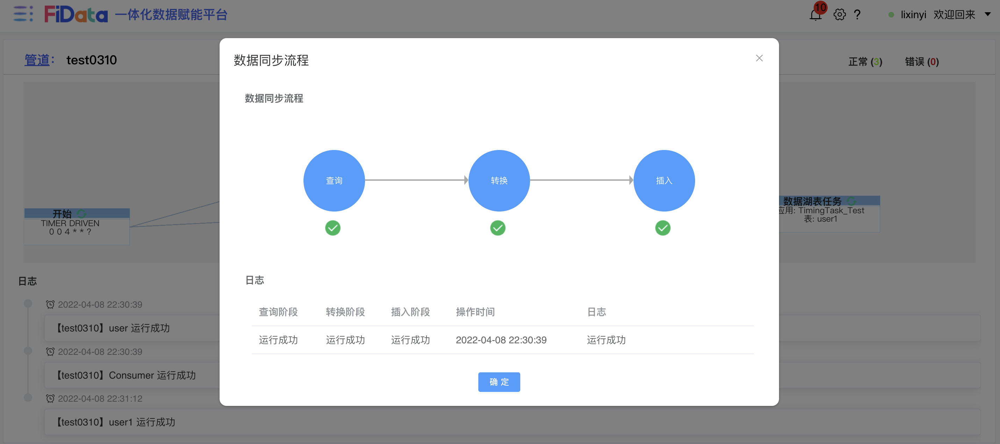 FiData 一体化数据赋能平台
10
?
lixinyi 欢迎回来
管道： test0310
正常 (3) 错误 (0)
开始
TIMER DRIVEN
0 0 4 * * ?
数据湖表任务
应用: TimingTask_Test
表: user1
日志
2022-04-08 22:30:39
【test0310】user 运行成功
2022-04-08 22:30:39
【test0310】Consumer 运行成功
2022-04-08 22:31:12
【test0310】user1 运行成功
数据同步流程
数据同步流程
查询 转换 插入
日志
查询阶段 转换阶段 插入阶段 操作时间 日志
运行成功 运行成功 运行成功 2022-04-08 22:30:39 运行成功
确 定